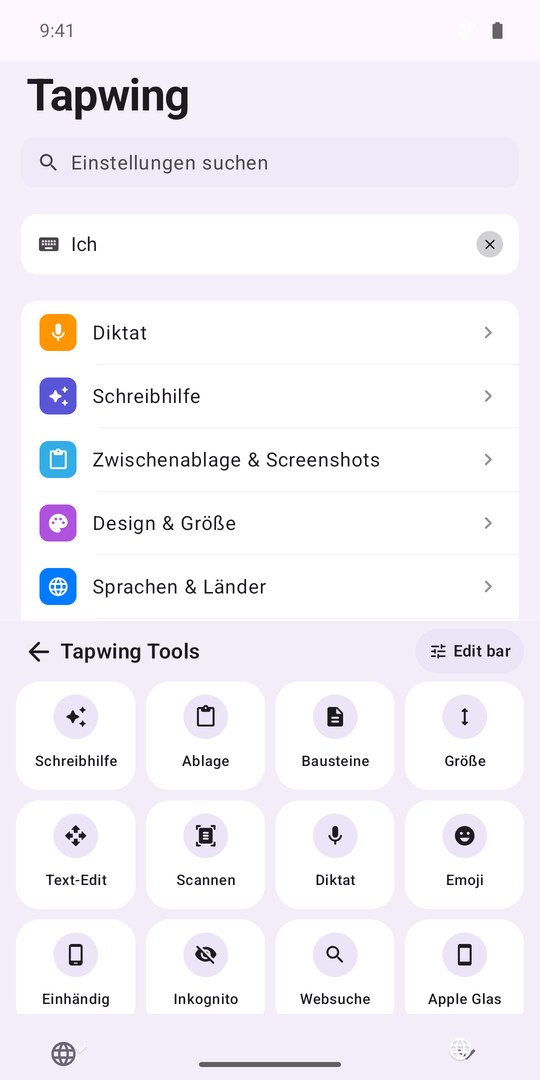 9:41
Tapwing
Einstellungen suchen
Ich
Diktat
Schreibhilfe
Zwischenablage & Screenshots
Design & Größe
Sprachen & Länder
Tapwing Tools
Edit bar
Schreibhilfe
Ablage
Bausteine
Größe
Text-Edit
Scannen
Diktat
Emoji
Einhändig
Inkognito
Websuche
Apple Glas